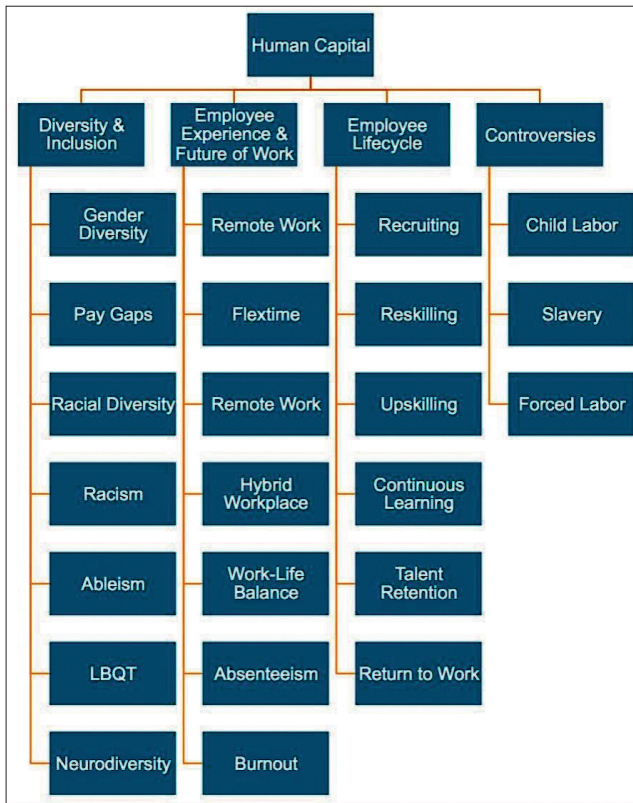 Human Capital
Diversity &
Inclusion
Employee
Experience &
Future of Work
Employee
Lifecycle
Controversies
Gender
Diversity
Remote Work
Recruiting
Child Labor
Pay Gaps
Flextime
Reskilling
Slavery
Racial Diversity
Remote Work
Upskilling
Forced Labor
Racism
Hybrid
Workplace
Continuous
Learning
Ableism
Work-Life
Balance
Talent
Retention
LBQT
Absenteeism
Return to Work
Neurodiversity
Burnout